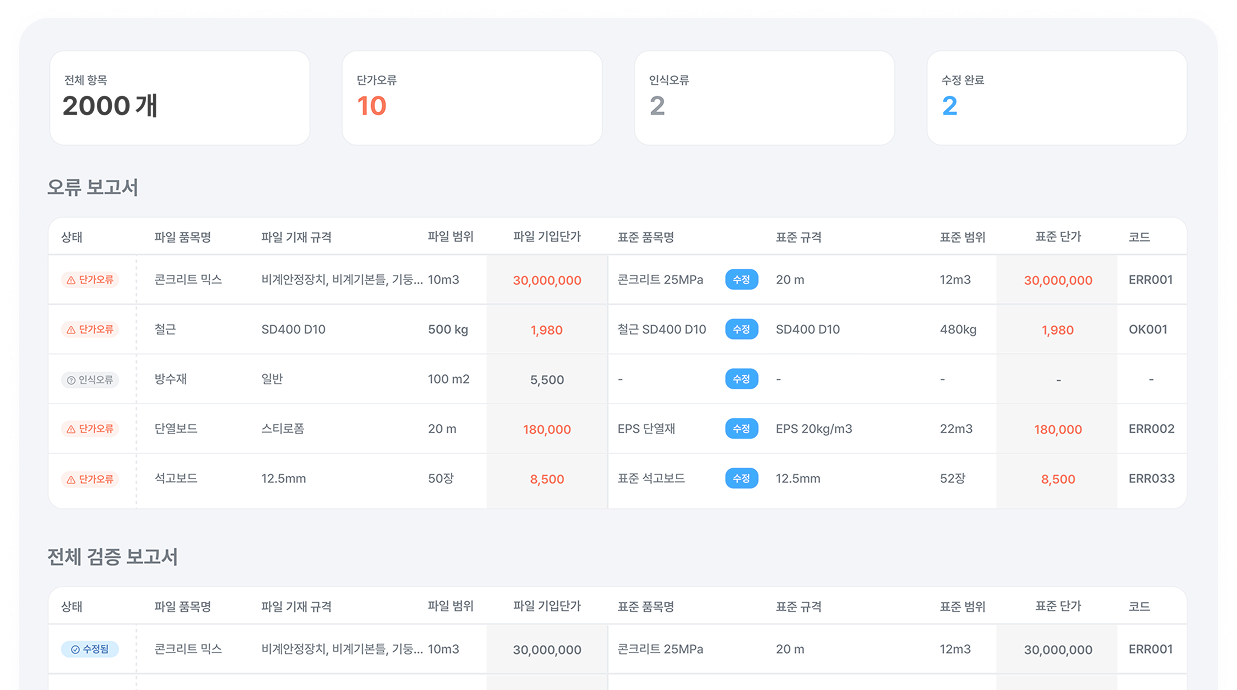 전체 항목 단가오류 인식오류 수정 완료
2000 개 10 2 2
오류 보고서
상태 파일 품목명 파일 기재 규격 파일 범위 파일 기입단가 표준 품목명 표준 규격 표준 범위 표준 단가 코드
단가오류 콘크리트 믹스 비계안정장치, 비계기본틀, 기둥... 10m3 30,000,000 콘크리트 25MPa 수정 20 m 12m3 30,000,000 ERR001
단가오류 철근 SD400 D10 500 kg 1,980 철근 SD400 D10 수정 SD400 D10 480kg 1,980 OK001
인식오류 방수재 일반 100 m2 5,500 - 수정 - - - -
단가오류 단열보드 스티로폼 20 m 180,000 EPS 단열재 수정 EPS 20kg/m3 22m3 180,000 ERR002
단가오류 석고보드 12.5mm 50장 8,500 표준 석고보드 수정 12.5mm 52장 8,500 ERR033
전체 검증 보고서
상태 파일 품목명 파일 기재 규격 파일 범위 파일 기입단가 표준 품목명 표준 규격 표준 범위 표준 단가 코드
수정됨 콘크리트 믹스 비계안정장치, 비계기본틀, 기둥... 10m3 30,000,000 콘크리트 25MPa 20 m 12m3 30,000,000 ERR001